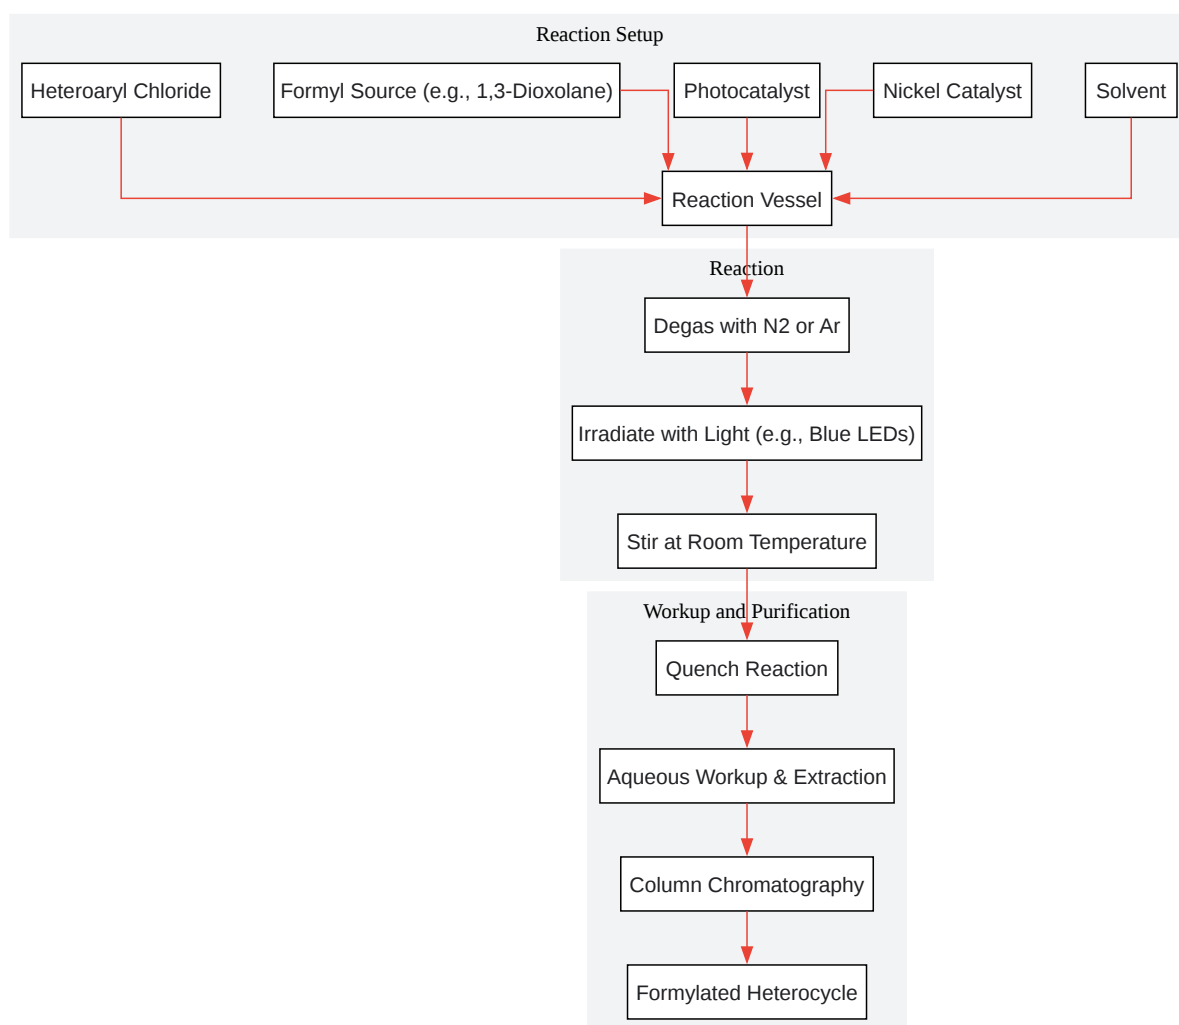 Reaction Setup
Heteroaryl Chloride
Formyl Source (e.g., 1,3-Dioxolane)
Photocatalyst
Nickel Catalyst
Solvent
Reaction Vessel
Reaction
Degas with N2 or Ar
Irradiate with Light (e.g., Blue LEDs)
Stir at Room Temperature
Workup and Purification
Quench Reaction
Aqueous Workup & Extraction
Column Chromatography
Formylated Heterocycle